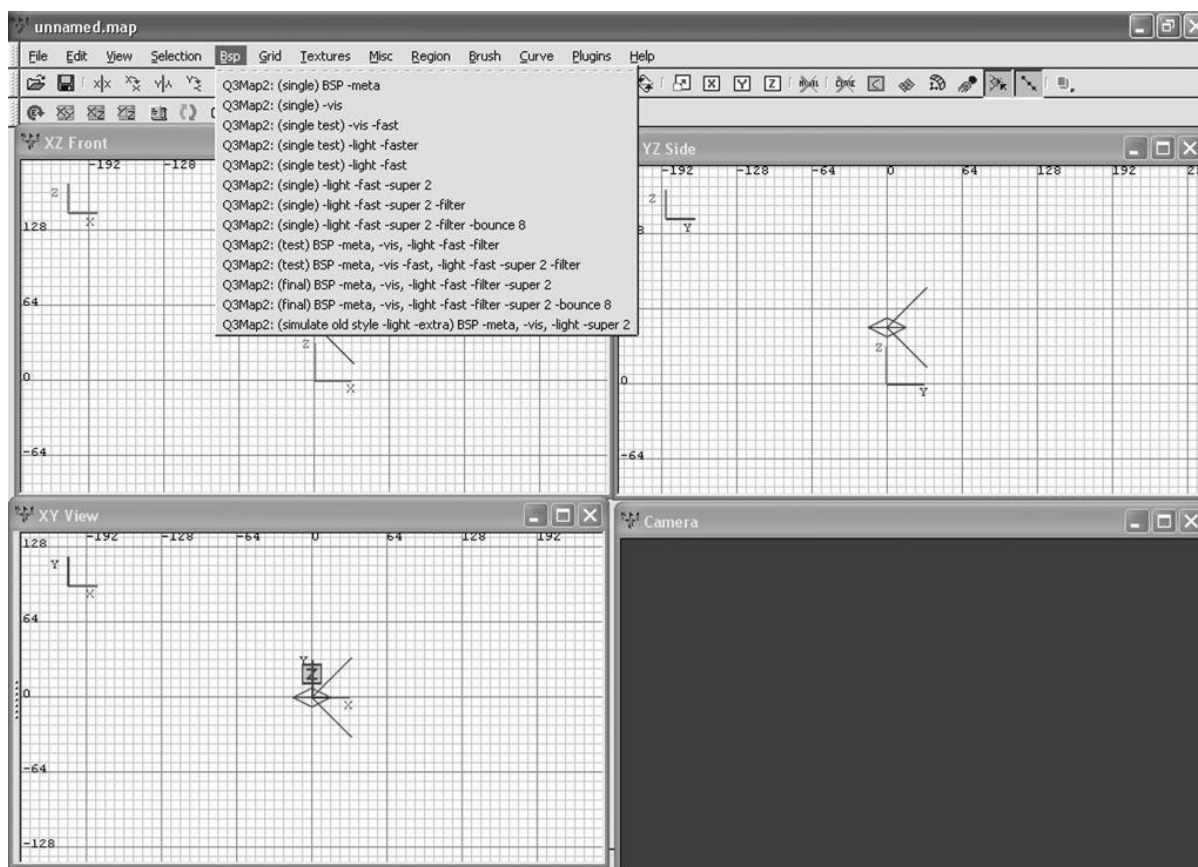 unnamed.map
File Edit View Selection Bsp Grid Textures Misc Region Brush Curve Plugins Help
Q3Map2: (single) BSP -meta
Q3Map2: (single) -vis
Q3Map2: (single test) -vis -fast
Q3Map2: (single test) -light -faster
Q3Map2: (single test) -light -fast
Q3Map2: (single) -light -fast -super 2
Q3Map2: (single) -light -fast -super 2 -filter
Q3Map2: (single) -light -fast -super 2 -filter -bounce 8
Q3Map2: (test) BSP -meta, -vis, -light -fast -filter
Q3Map2: (test) BSP -meta, -vis -fast, -light -fast -super 2 -filter
Q3Map2: (final) BSP -meta, -vis, -light -fast -filter -super 2
Q3Map2: (final) BSP -meta, -vis, -light -fast -filter -super 2 -bounce 8
Q3Map2: (simulate old style -light -extra) BSP -meta, -vis, -light -super 2
XZ Front
-192 -128
Z
X
128
64
Z
X
0
-64
YZ Side
-192 -128 -64 0 64 128 192
Z
Y
Z
Y
0
-64
XY View
-192 -128 -64 0 64 128 192
128
Y
X
64
Y
Z
X
0
-64
-128
Camera